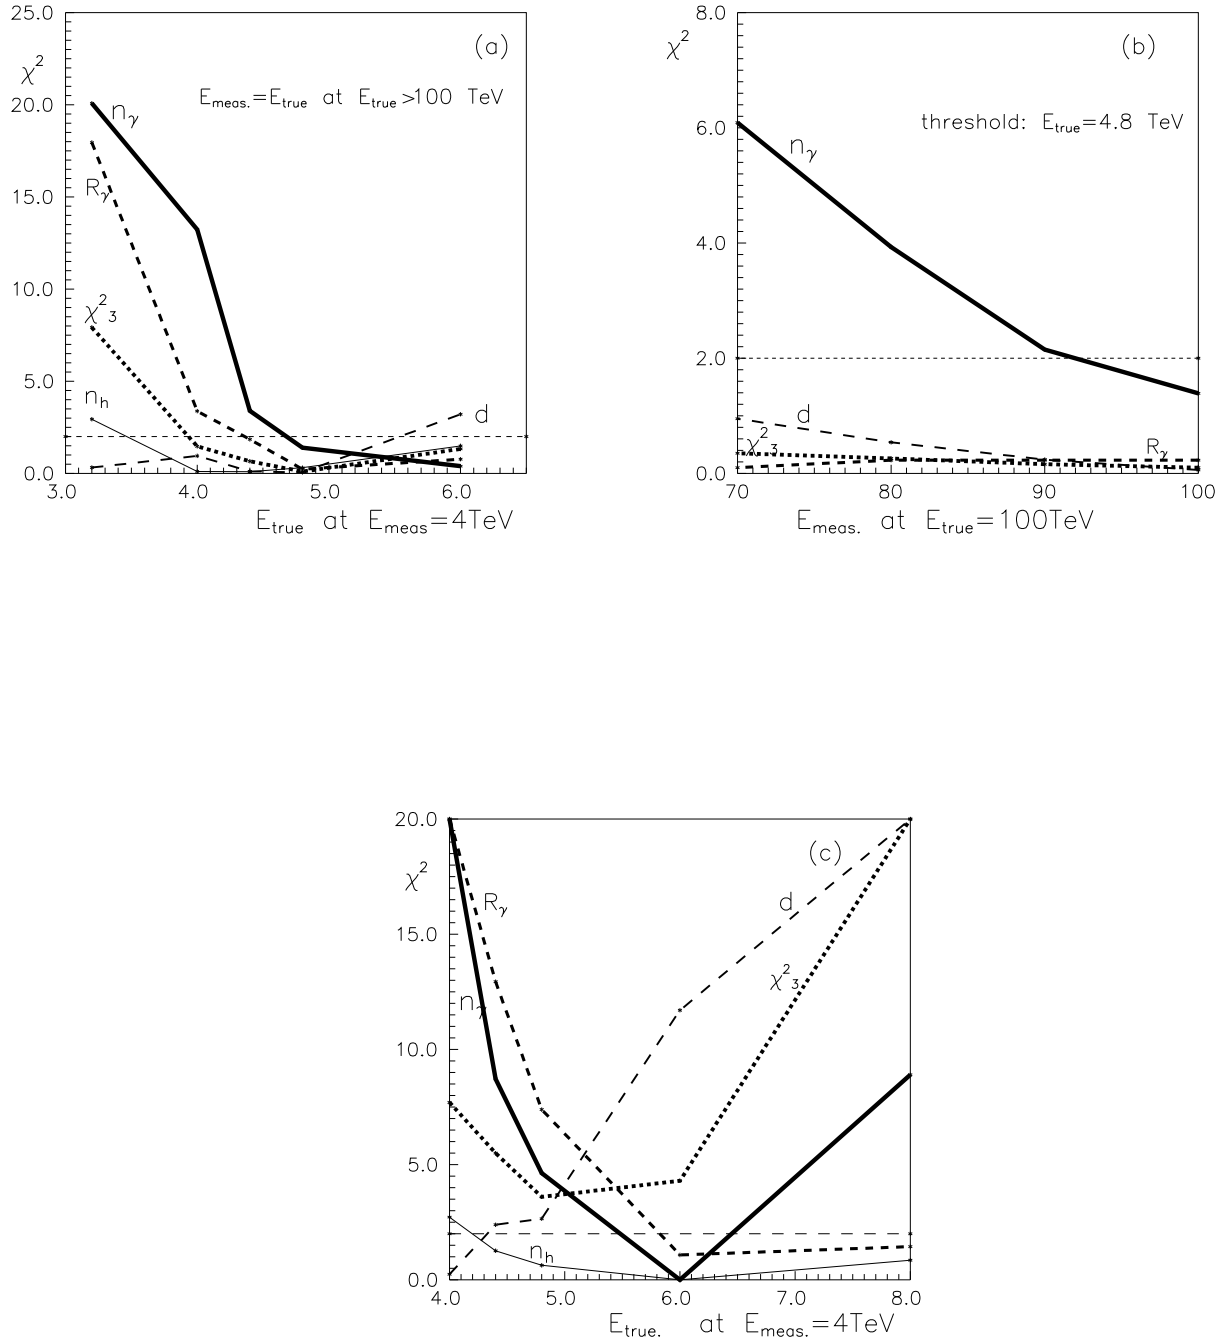 25.0
20.0
15.0
10.0
5.0
0.0
χ²
(a)
E_meas.=E_true at E_true>100 TeV
n_γ
R_γ
χ²₃
n_h
d
3.0 4.0 5.0 6.0
E_true at E_meas=4TeV
8.0
6.0
4.0
2.0
0.0
χ²
(b)
threshold: E_true=4.8 TeV
n_γ
d
χ²₃
R_γ
70 80 90 100
E_meas. at E_true=100TeV
20.0
15.0
10.0
5.0
0.0
χ²
(c)
R_γ
d
χ²₃
n_γ
n_h
4.0 5.0 6.0 7.0 8.0
E_true. at E_meas.=4TeV